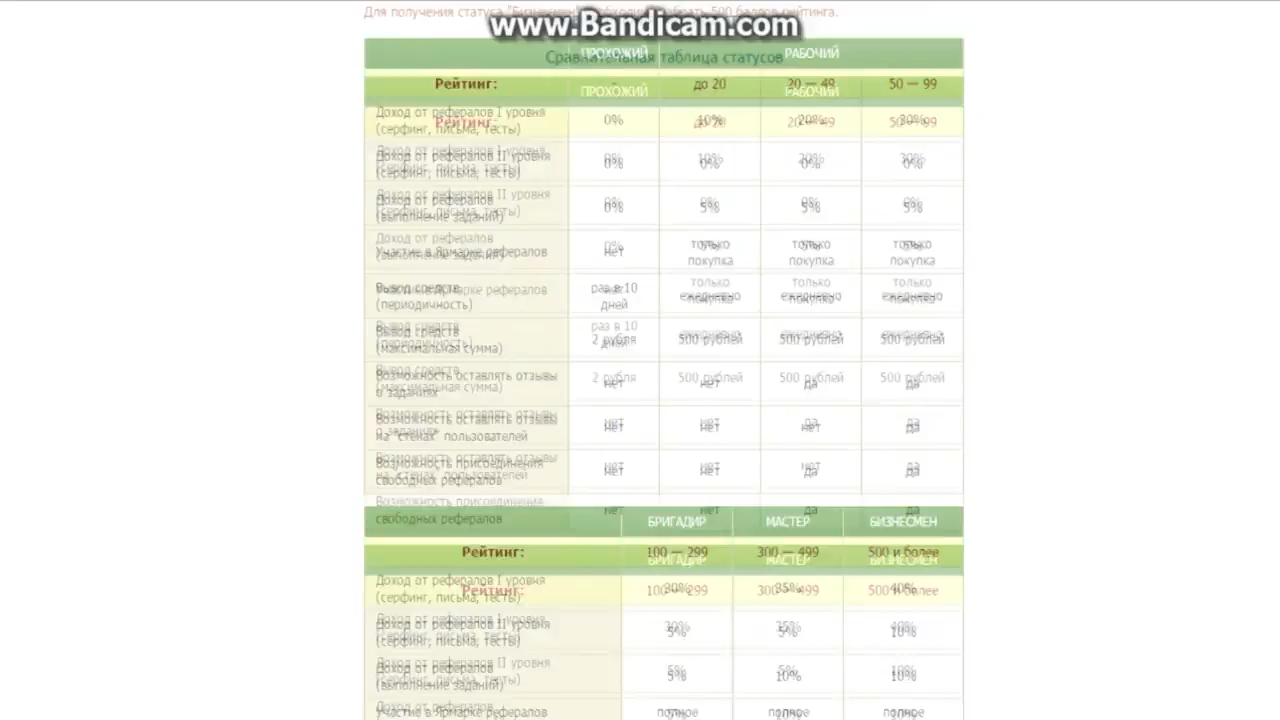 Для получения статуса "Бизнесмен" необходимо набрать 500 баллов рейтинга.
www.Bandicam.com
Сравнительная таблица статусов
ПРОХОЖИЙ РАБОЧИЙ
Рейтинг: - до 20 20 — 49 50 — 99
Доход от рефералов I уровня
(серфинг, письма, тесты) 0% 10% 20% 30%
Доход от рефералов II уровня
(серфинг, письма, тесты) 0% 0% 0% 0%
Доход от рефералов
(выполнение заданий) 0% 5% 5% 5%
Участие в Ярмарке рефералов нет только покупка только покупка только покупка
Вывод средств
(периодичность) раз в 10 дней ежедневно ежедневно ежедневно
Вывод средств
(максимальная сумма) 2 рубля 500 рублей 500 рублей 500 рублей
Возможность оставлять отзывы
о заданиях нет нет да да
Возможность оставлять отзывы
на "стенах" пользователей нет нет нет да
Возможность присоединения
свободных рефералов нет нет да да
БРИГАДИР МАСТЕР БИЗНЕСМЕН
Рейтинг: 100 — 299 300 — 499 500 и более
Доход от рефералов I уровня
(серфинг, письма, тесты) 30% 35% 40%
Доход от рефералов II уровня
(серфинг, письма, тесты) 5% 5% 10%
Доход от рефералов
(выполнение заданий) 5% 10% 10%
Участие в Ярмарке рефералов полное полное полное